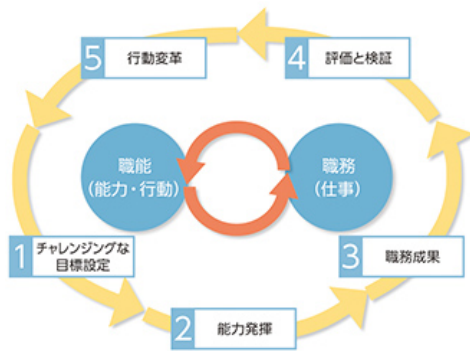 5 行動変革
4 評価と検証
職能
(能力・行動)
職務
(仕事)
1 チャレンジングな
目標設定
3 職務成果
2 能力発揮